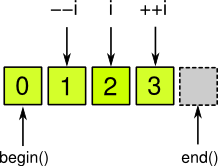 --i i ++i
0 1 2 3
begin() end()